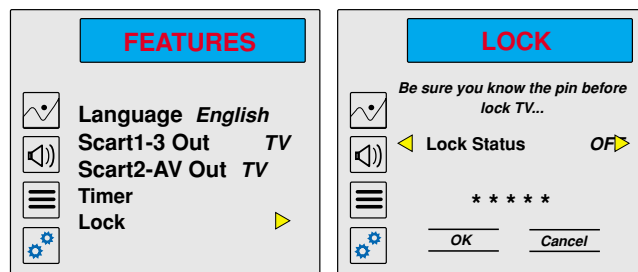 FEATURES
Language English
Scart1-3 Out TV
Scart2-AV Out TV
Timer
Lock
LOCK
Be sure you know the pin before
lock TV...
Lock Status OFF
* * * * *
OK Cancel